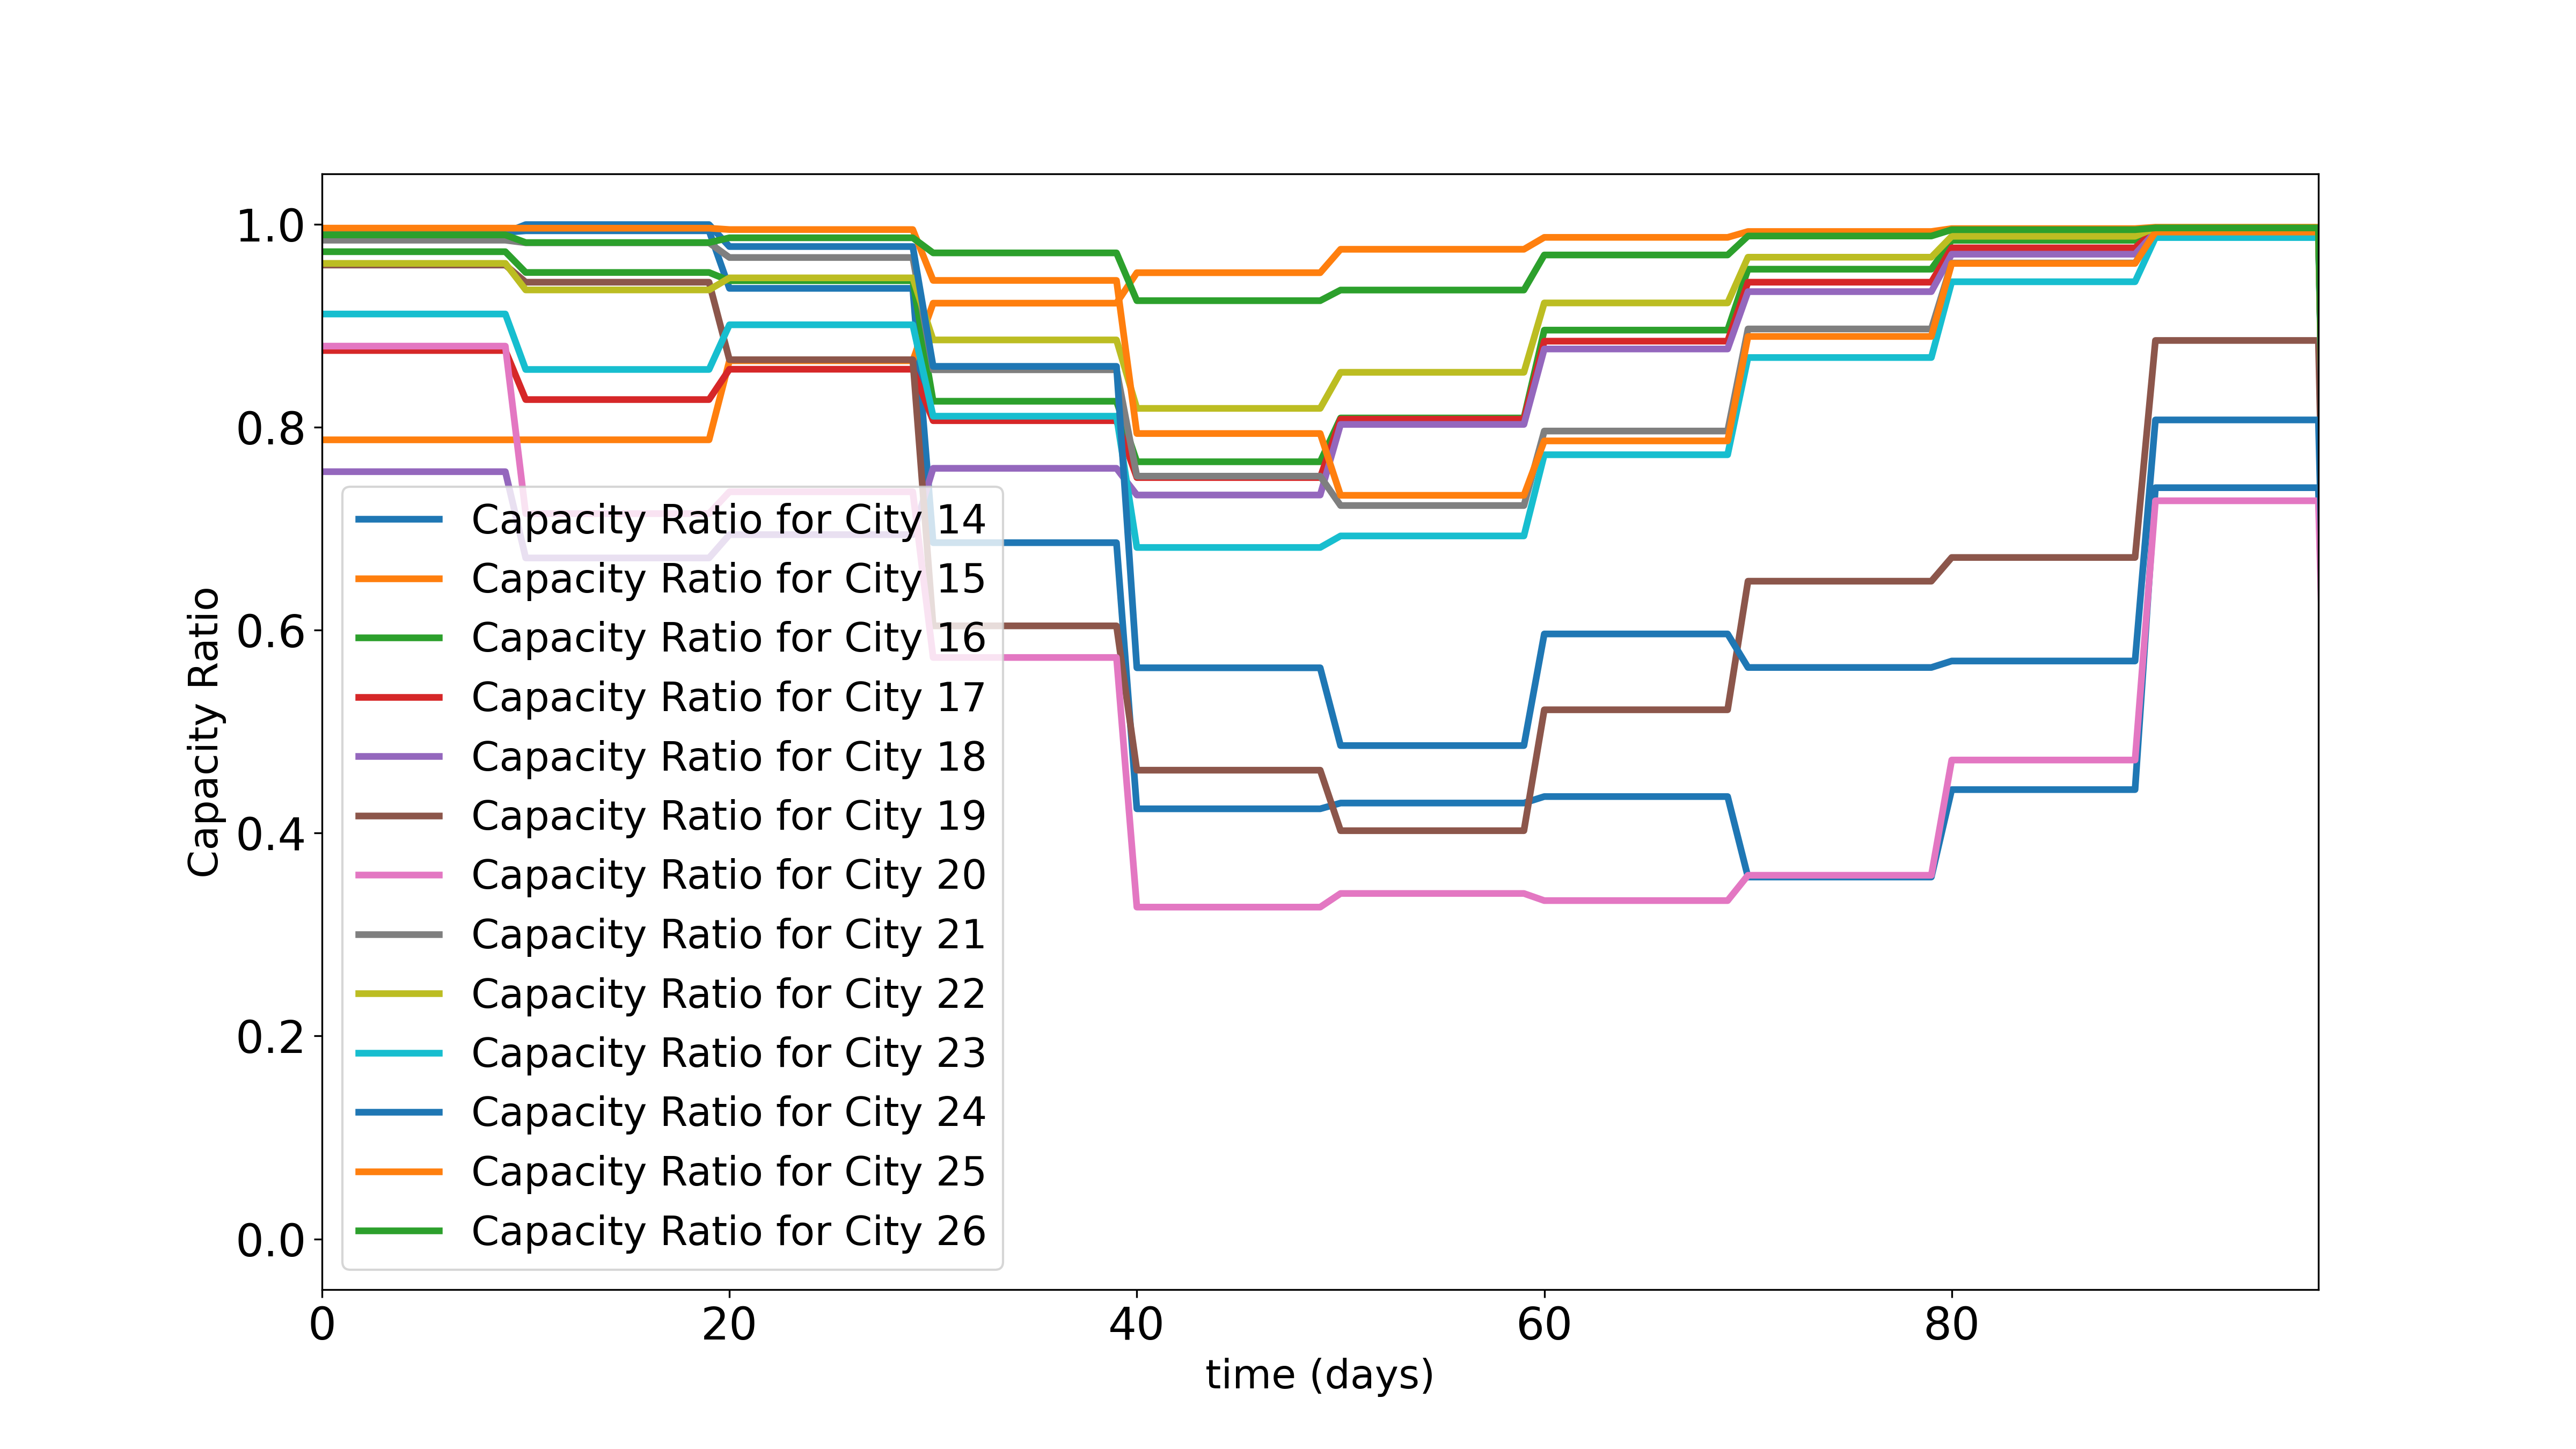 1.0
0.8
0.6
0.4
0.2
0.0
Capacity Ratio
Capacity Ratio for City 14
Capacity Ratio for City 15
Capacity Ratio for City 16
Capacity Ratio for City 17
Capacity Ratio for City 18
Capacity Ratio for City 19
Capacity Ratio for City 20
Capacity Ratio for City 21
Capacity Ratio for City 22
Capacity Ratio for City 23
Capacity Ratio for City 24
Capacity Ratio for City 25
Capacity Ratio for City 26
0 20 40 60 80
time (days)